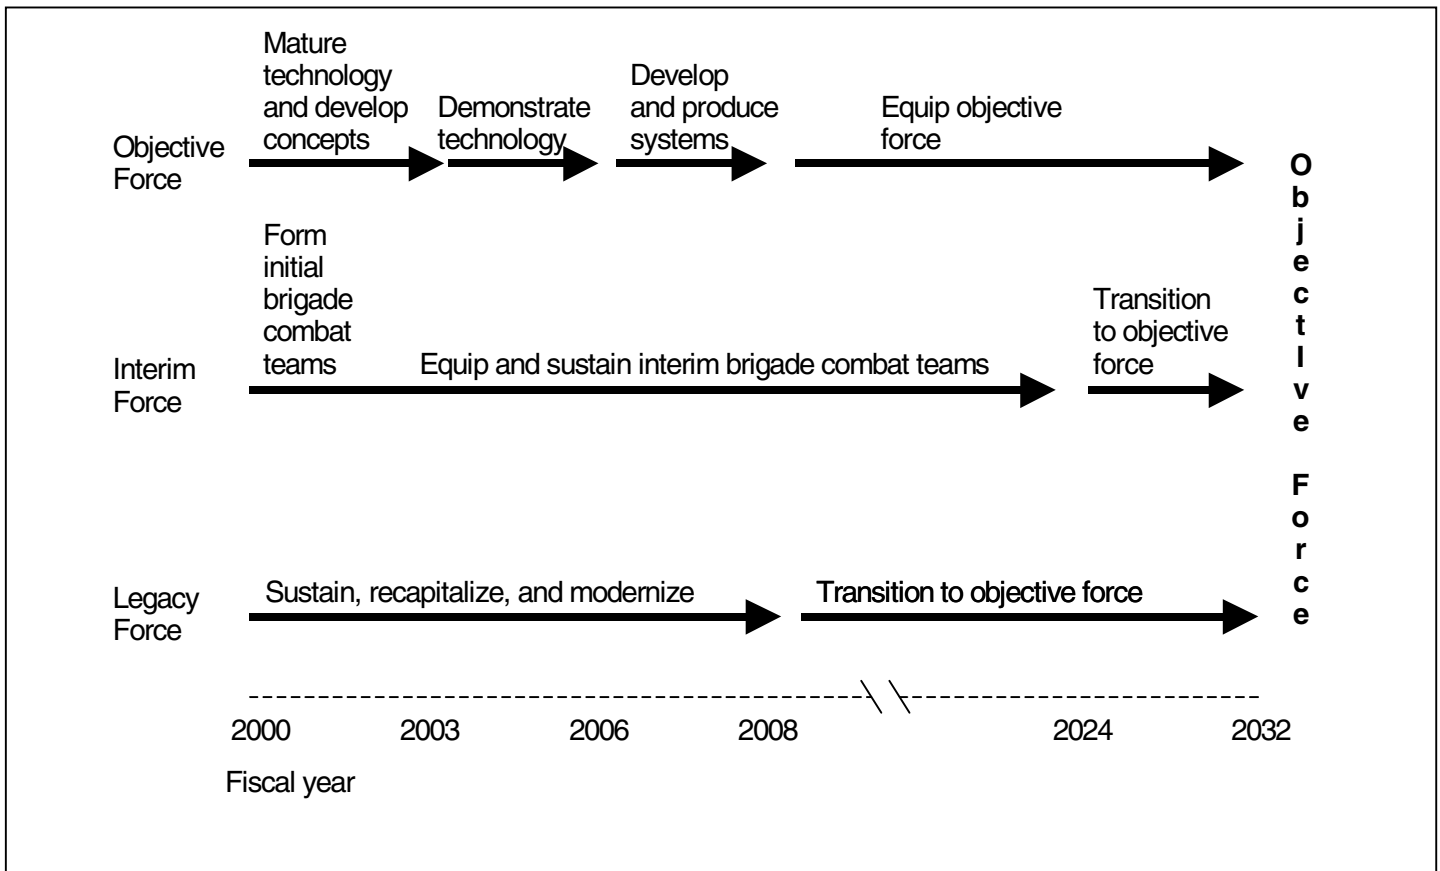 Mature
technology
and develop
concepts
Demonstrate
technology
Develop
and produce
systems
Equip objective
force
Objective
Force
Form
initial
brigade
combat
teams
Equip and sustain interim brigade combat teams
Transition
to objective
force
Interim
Force
Sustain, recapitalize, and modernize
Transition to objective force
Legacy
Force
O
b
j
e
c
t
I
v
e
F
o
r
c
e
2000 2003 2006 2008 2024 2032
Fiscal year